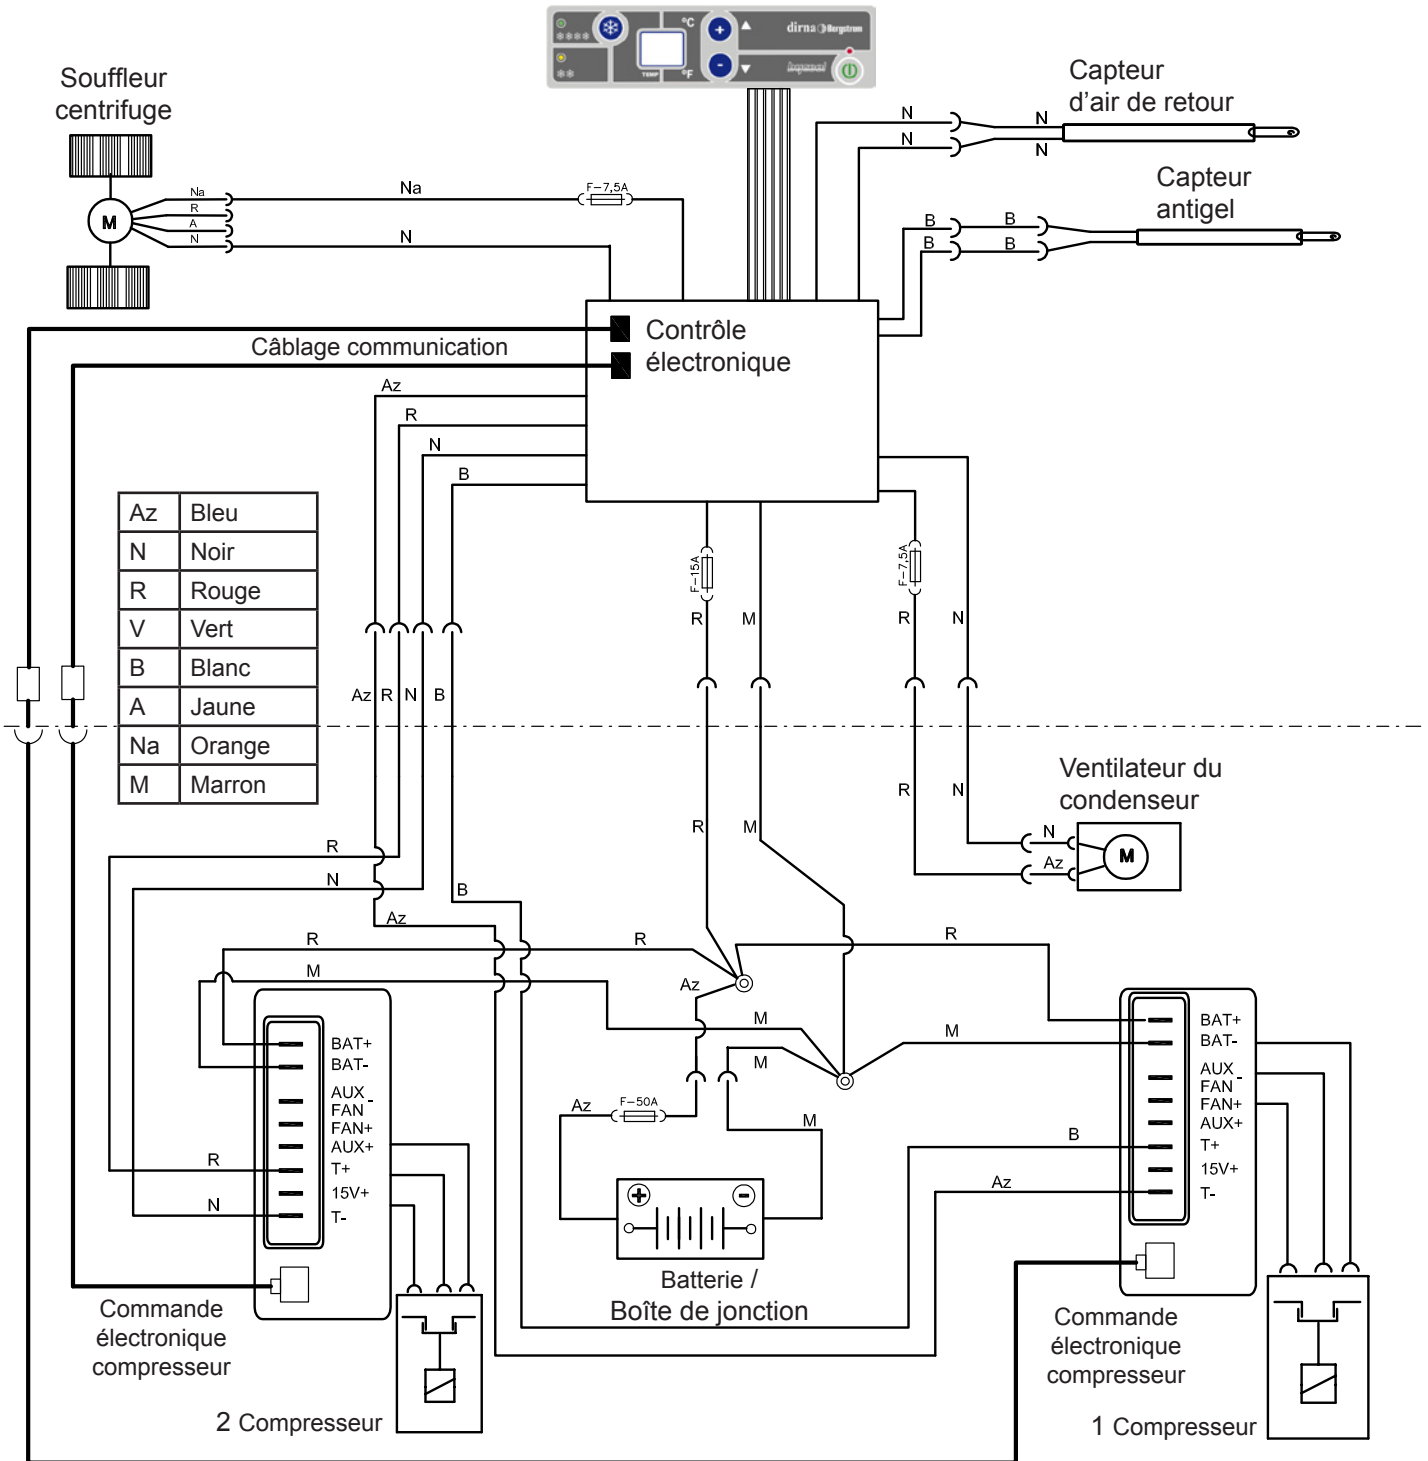 °C
dirna Bergstrom
+
-
TEMP
°F
Souffleur
centrifuge
Capteur
d'air de retour
N
N
N
N
Capteur
antigel
B
B
B
B
Na
R
A
N
M
Na
F-7,5A
N
Contrôle
électronique
Câblage communication
Az
R
N
B
Az Bleu
N Noir
R Rouge
V Vert
B Blanc
A Jaune
Na Orange
M Marron
F-15A
F-7,5A
R
M
R
N
Az
R
N
B
Ventilateur du
condenseur
R
N
R
M
N
Az
M
R
N
B
Az
R
R
R
M
Az
M
M
M
BAT+
BAT-
AUX
FAN -
FAN+
AUX+
T+
15V+
T-
R
N
Az
F-50A
M
+
-
B
Az
BAT+
BAT-
AUX
FAN -
FAN+
AUX+
T+
15V+
T-
Batterie /
Boîte de jonction
Commande
électronique
compresseur
2 Compresseur
Commande
électronique
compresseur
1 Compresseur